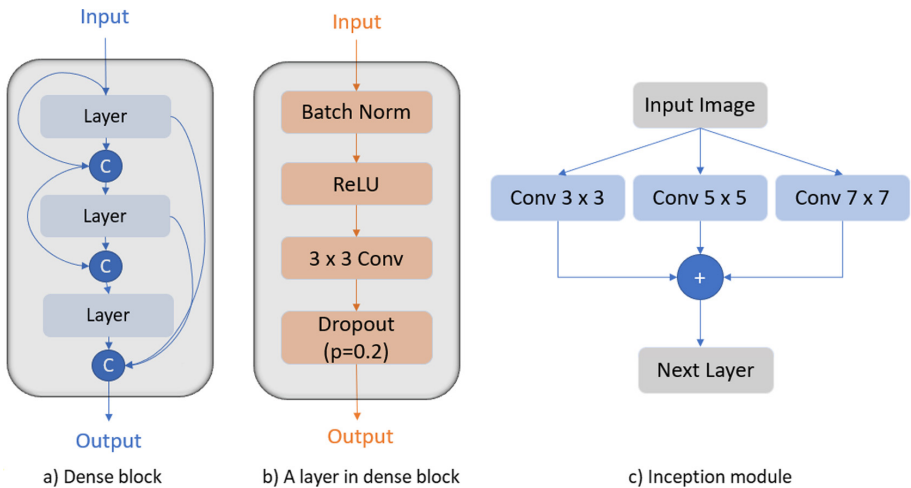 Input
Layer
C
Layer
C
Layer
C
Output
a) Dense block
Input
Batch Norm
ReLU
3 x 3 Conv
Dropout
(p=0.2)
Output
b) A layer in dense block
Input Image
Conv 3 x 3
Conv 5 x 5
Conv 7 x 7
+
Next Layer
c) Inception module